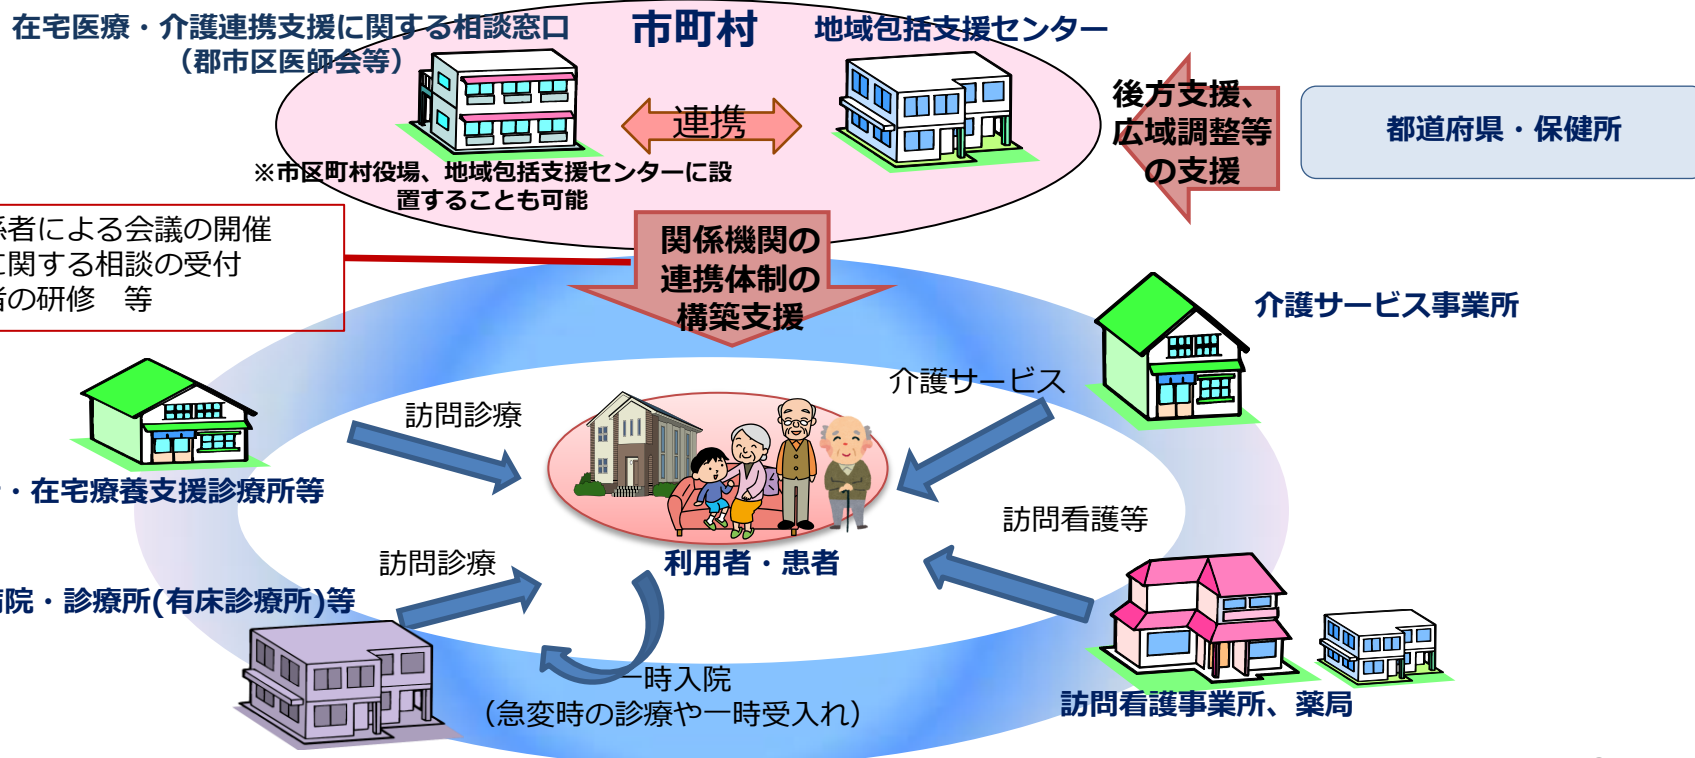 在宅医療・介護連携支援に関する相談窓口
（郡市区医師会等）
市町村
地域包括支援センター
連携
※市区町村役場、地域包括支援センターに設
置することも可能
後方支援、
広域調整等
の支援
都道府県・保健所
係者による会議の開催
に関する相談の受付
者の研修　等
関係機関の
連携体制の
構築支援
介護サービス事業所
介護サービス
訪問診療
・在宅療養支援診療所等
訪問看護等
利用者・患者
訪問診療
病院・診療所(有床診療所)等
一時入院
（急変時の診療や一時受入れ）
訪問看護事業所、薬局